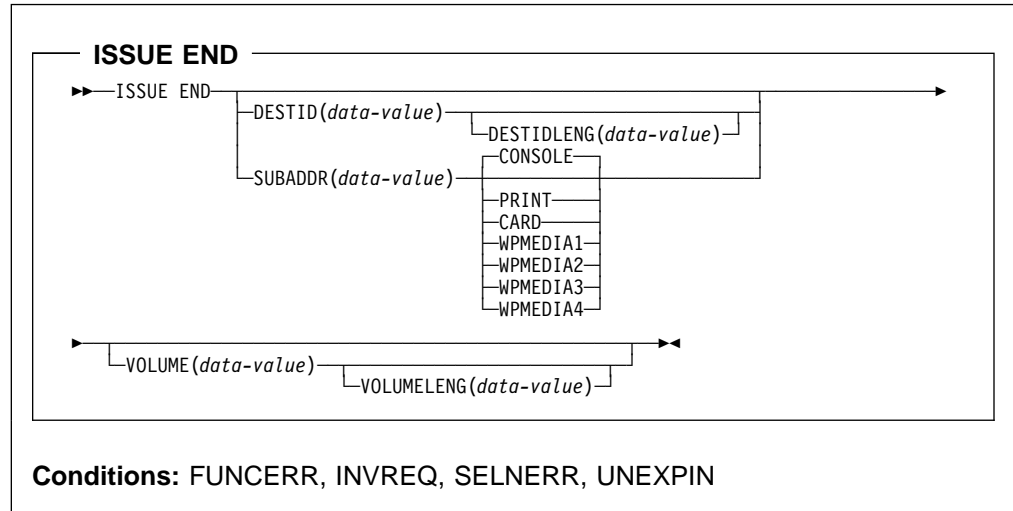 ISSUE END
►►──ISSUE END
DESTID(data-value)
DESTIDLENG(data-value)
CONSOLE
SUBADDR(data-value)
PRINT
CARD
WPMEDIA1
WPMEDIA2
WPMEDIA3
WPMEDIA4
VOLUME(data-value)
VOLUMELENG(data-value)
Conditions: FUNCERR, INVREQ, SELNERR, UNEXPIN